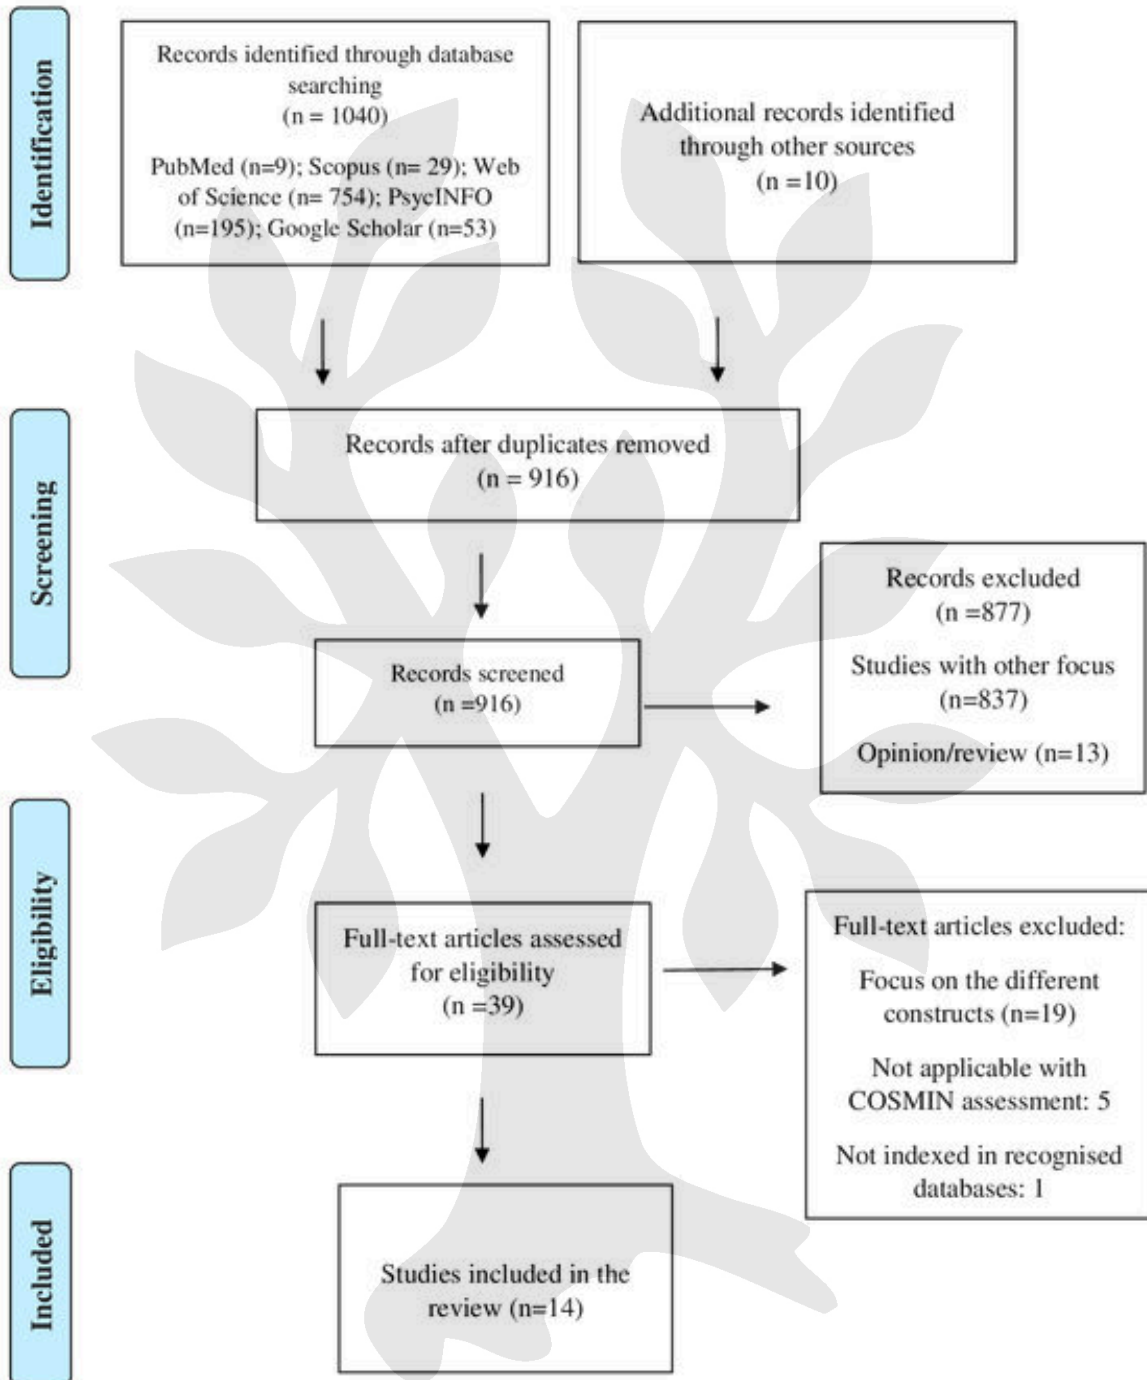 Identification
Records identified through database
searching
(n = 1040)
PubMed (n=9); Scopus (n= 29); Web
of Science (n= 754); PsycINFO
(n=195); Google Scholar (n=53)
Additional records identified
through other sources
(n =10)
Screening
Records after duplicates removed
(n = 916)
Records screened
(n =916)
Records excluded
(n =877)
Studies with other focus
(n=837)
Opinion/review (n=13)
Eligibility
Full-text articles assessed
for eligibility
(n =39)
Full-text articles excluded:
Focus on the different
constructs (n=19)
Not applicable with
COSMIN assessment: 5
Not indexed in recognised
databases: 1
Included
Studies included in the
review (n=14)